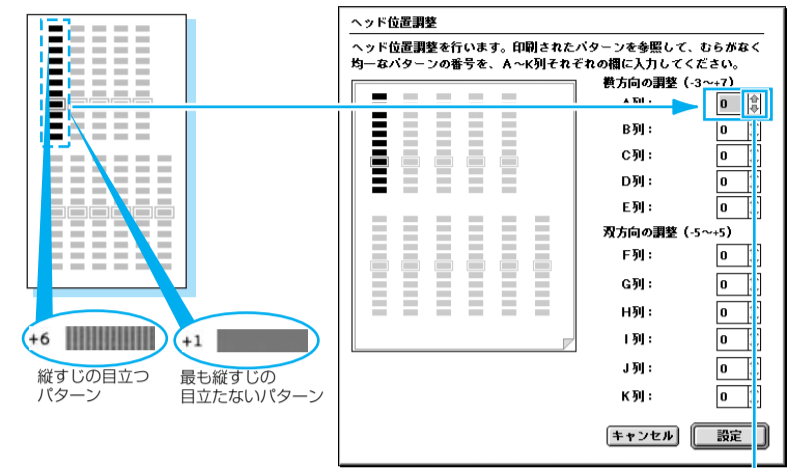 ヘッド位置調整
ヘッド位置調整を行います。印刷されたパターンを参照して、むらがなく
均一なパターンの番号を、A～K列それぞれの欄に入力してください。
横方向の調整（-3～+7）
A列： 0
B列： 0
C列： 0
D列： 0
E列： 0
双方向の調整（-5～+5）
F列： 0
G列： 0
H列： 0
I列： 0
J列： 0
K列： 0
キャンセル 設定
+6
縦すじの目立つ
パターン
+1
最も縦すじの
目立たないパターン